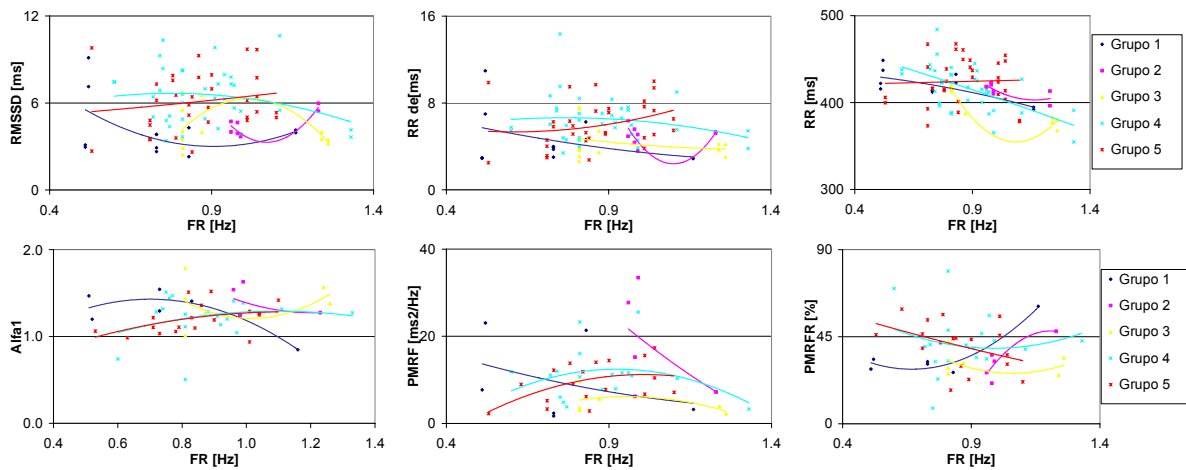 12
6
0
RMSSD [ms]
0.4
0.9
1.4
FR [Hz]
16
8
0
RR de[ms]
0.4
0.9
1.4
FR [Hz]
500
400
300
RR [ms]
0.4
0.9
1.4
FR [Hz]
Grupo 1
Grupo 2
Grupo 3
Grupo 4
Grupo 5
2.0
1.0
0.0
Alfa1
0.4
0.6
0.8
1.0
1.2
1.4
FR [Hz]
40
20
0
PMRF [ms2/Hz]
0.4
0.9
1.4
FR [Hz]
90
45
0
PMRFR [%]
0.4
0.9
1.4
FR [Hz]
Grupo 1
Grupo 2
Grupo 3
Grupo 4
Grupo 5